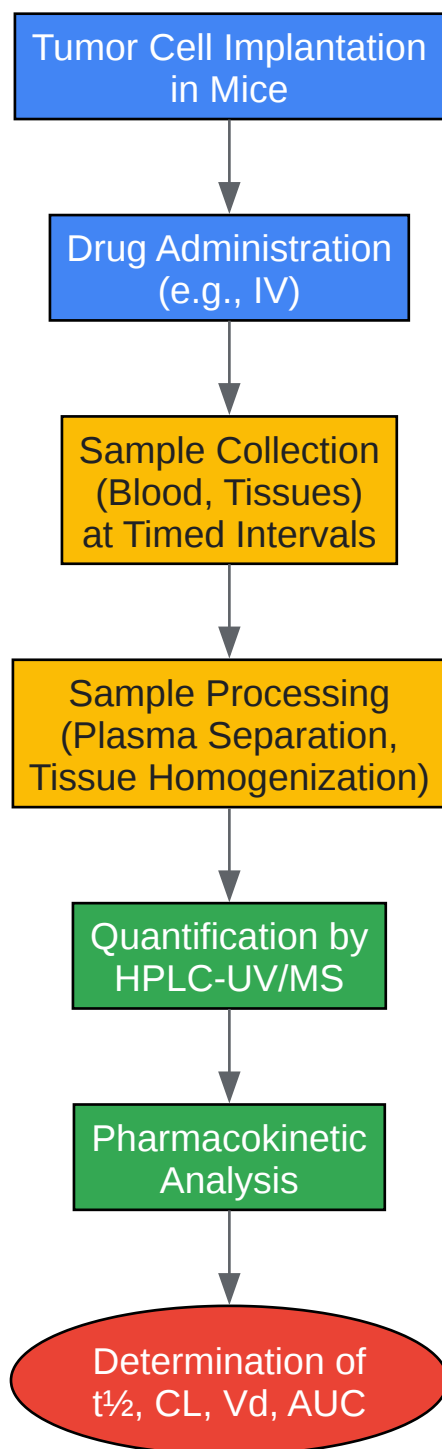 Tumor Cell Implantation
in Mice
Drug Administration
(e.g., IV)
Sample Collection
(Blood, Tissues)
at Timed Intervals
Sample Processing
(Plasma Separation,
Tissue Homogenization)
Quantification by
HPLC-UV/MS
Pharmacokinetic
Analysis
Determination of
t½, CL, Vd, AUC